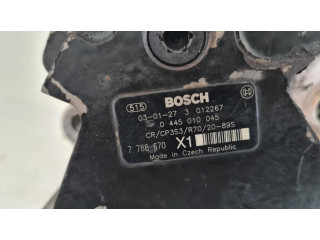 515 BOSCH
03-01-27 3 012267
0 445 010 045
CR/CP3S3/R70/20-89S
7 788 670 X1
Made in Czech Republic